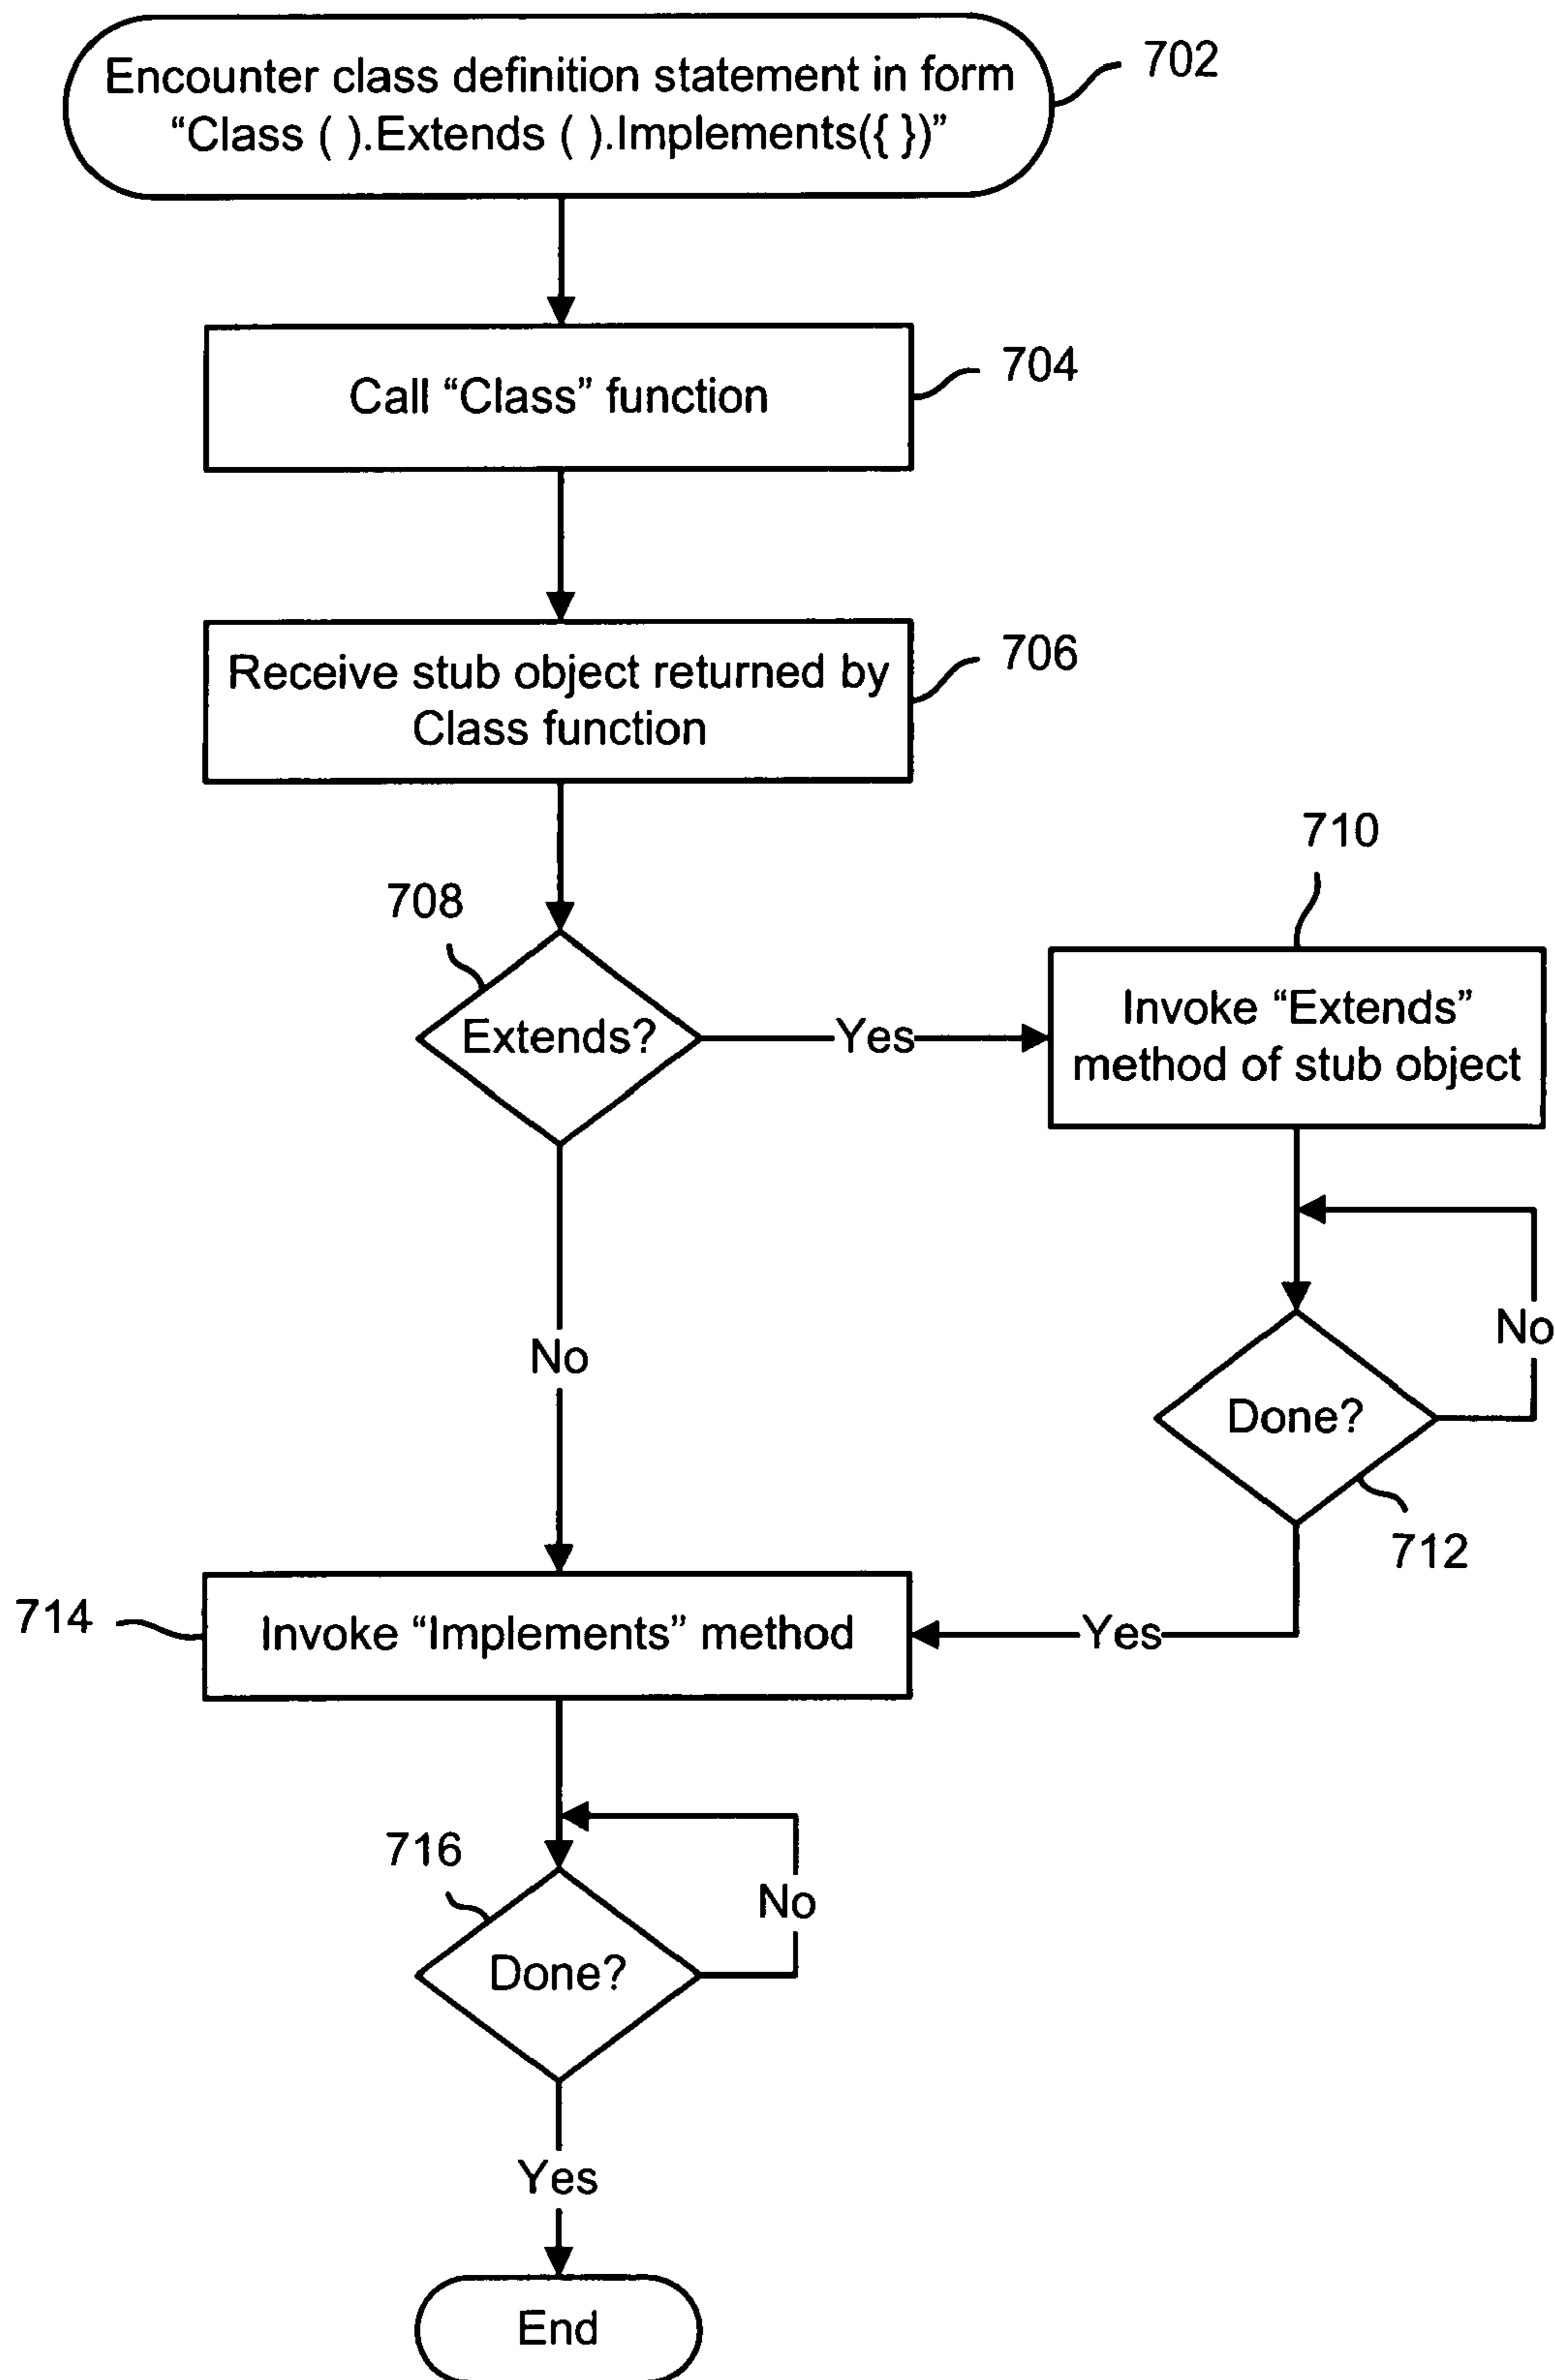 Encounter class definition statement in form
“Class ( ).Extends ( ).Implements({ })”
702
Call “Class” function
704
Receive stub object returned by
Class function
706
708
Extends?
Yes
710
Invoke “Extends”
method of stub object
No
No
Done?
712
714
Invoke “Implements” method
Yes
716
No
Done?
Yes
End